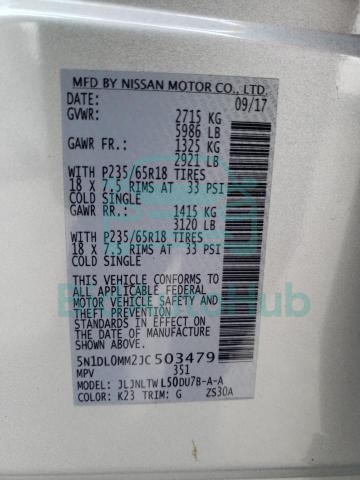 MFD BY NISSAN MOTOR CO., LTD
DATE: 09/17
GVWR: 2715 KG
5986 LB
GAWR FR.: 1325 KG
2921 LB
WITH P235/65R18 TIRES
18 X 7.5 RIMS AT 33 PSI
COLD SINGLE
GAWR RR.: 1415 KG
3120 LB
WITH P235/65R18 TIRES
18 X 7.5 RIMS AT 33 PSI
COLD SINGLE
THIS VEHICLE CONFORMS TO
ALL APPLICABLE FEDERAL
MOTOR VEHICLE SAFETY AND
THEFT PREVENTION
STANDARDS IN EFFECT ON
THE DATE OF MANUFACTURE
SHOWN ABOVE.
5N1DL0MM2JC503479
MPV 351
JLJNLTWL50DU7B-A-A
COLOR: K23 TRIM: G ZS30A